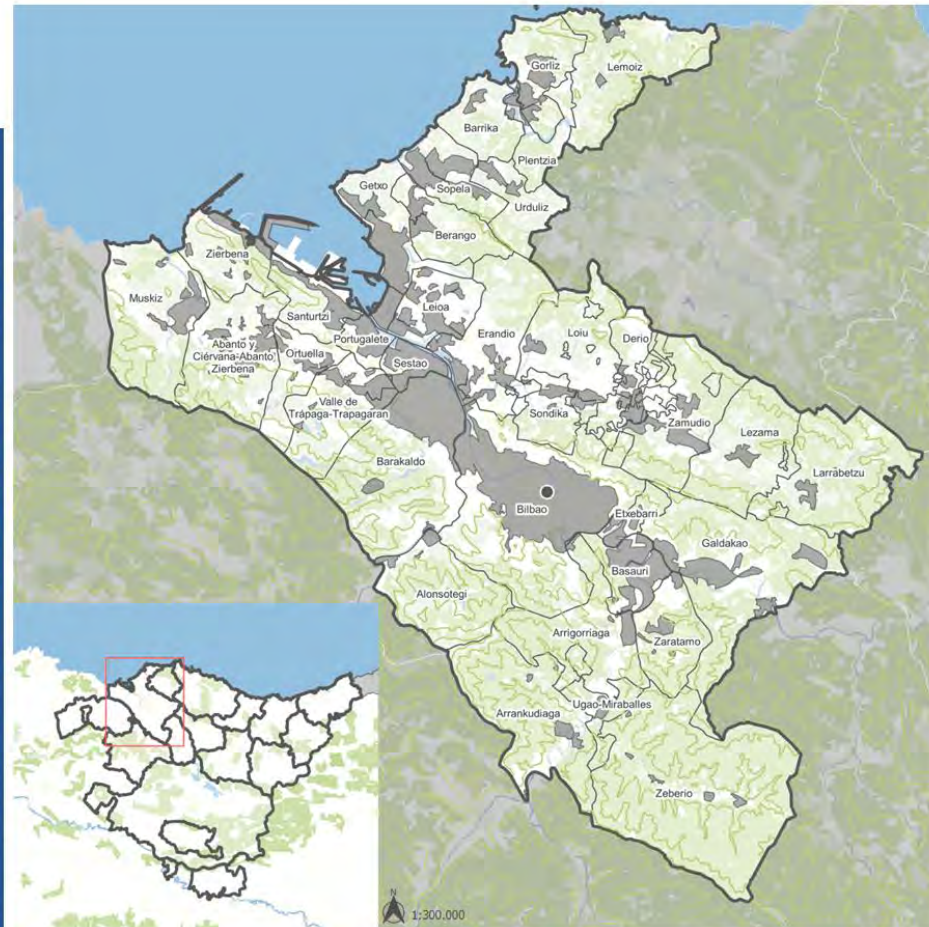 Gorliz
Lemoiz
Barrika
Plentzia
Getxo
Sopela
Urduliz
Berango
Zierbena
Muskiz
Leioa
Santurtzi
Erandio
Loiu
Derio
Abanto y
Ciérvana-Abanto
Zierbena
Portugalete
Ortuella
Sestao
Valle de
Trápaga-Trapagaran
Sondika
Zamudio
Lezama
Larrabetzu
Barakaldo
Bilbao
Etxebarri
Galdakao
Basauri
Alonsotegi
Arrigorriaga
Zaratamo
Arrankudiaga
Ugao-Miraballes
Zeberio
N
1:300.000